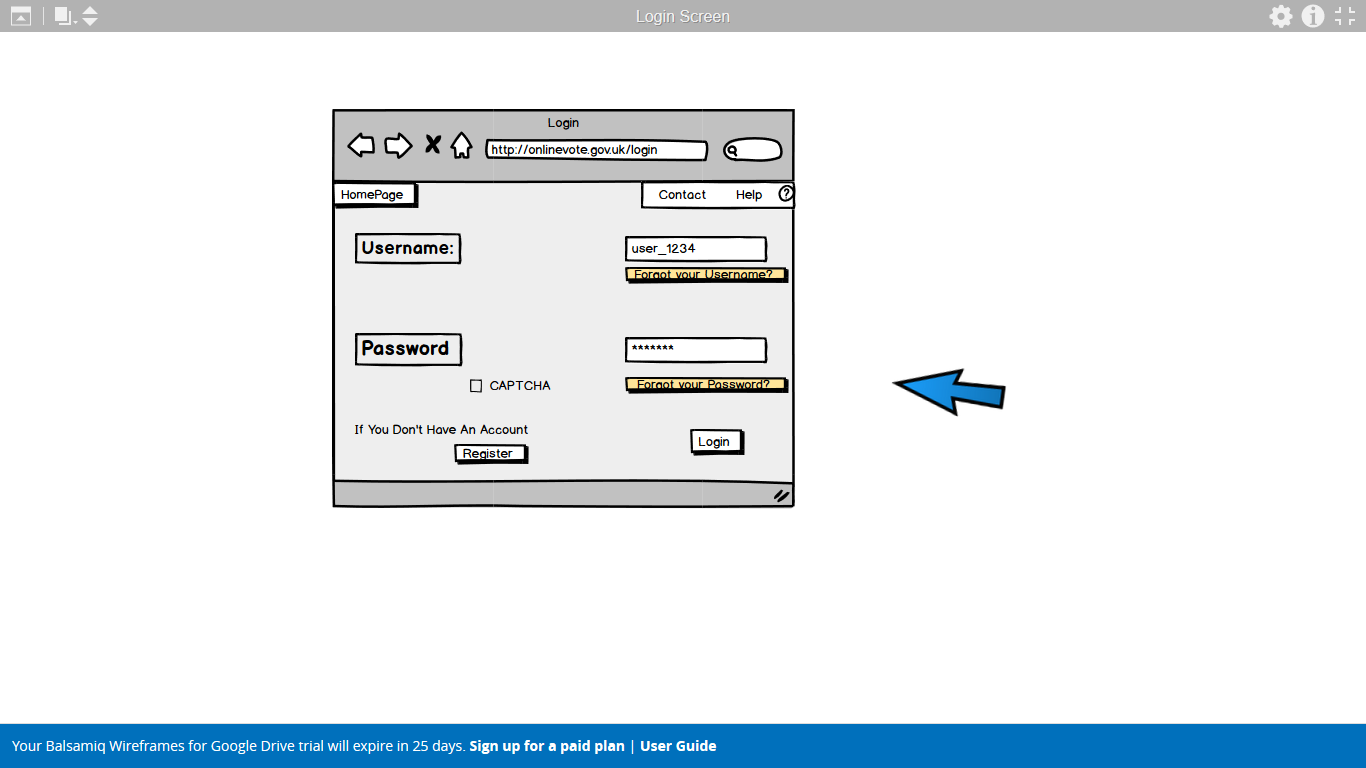 Login Screen
Login
http://onlinevote.gov.uk/login
HomePage
Contact Help ?
Username:
user_1234
Forgot your Username?
Password
*******
CAPTCHA
Forgot your Password?
If You Don't Have An Account
Login
Register
Your Balsamiq Wireframes for Google Drive trial will expire in 25 days. Sign up for a paid plan | User Guide